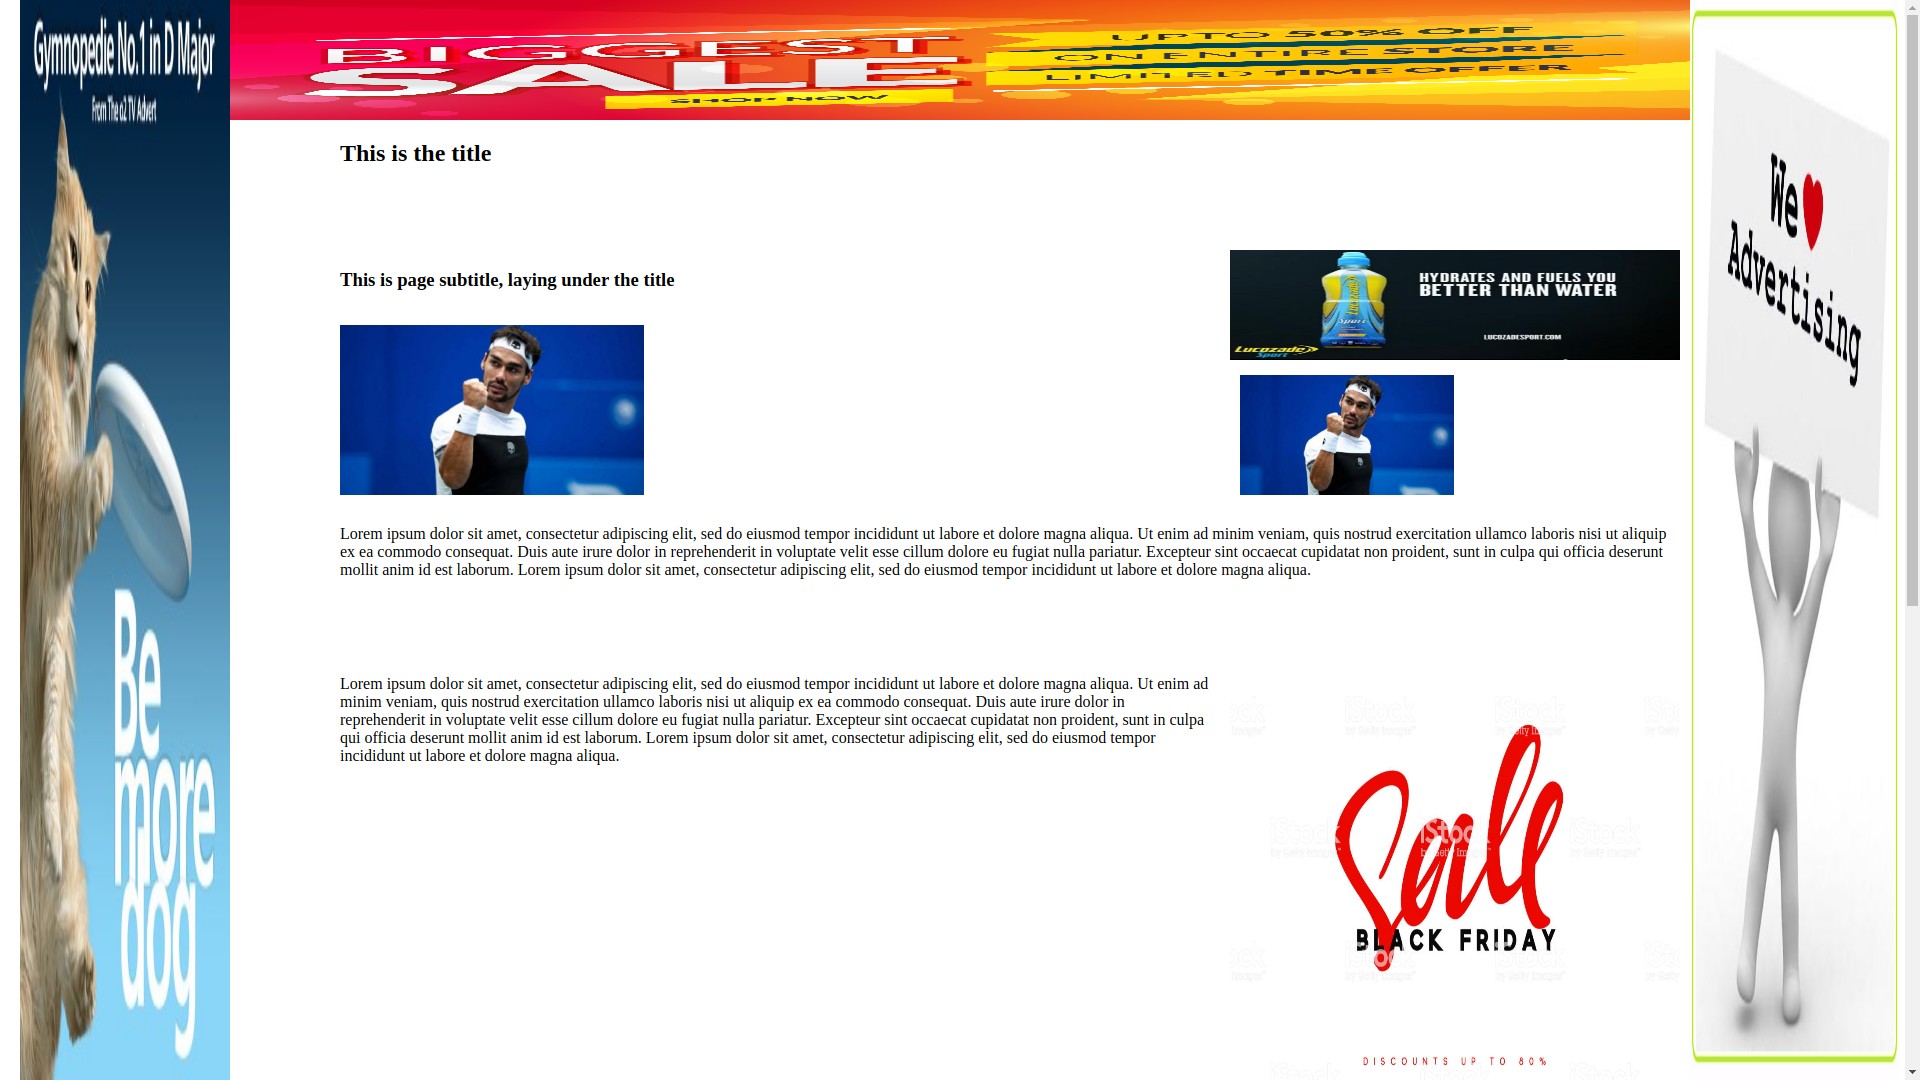 Gymnopedie No.1 in D Major
From The o2 TV Advert
Be
more
dog
BIGGEST
SALE
SHOP NOW
UPTO 50% OFF
ON ENTIRE STORE
LIMITED TIME OFFER
We
Advertising
This is the title
This is page subtitle, laying under the title
HYDRATES AND FUELS YOU
BETTER THAN WATER
LUCOZADESPORT.COM
Lucozade
Sport
Lucozade
Sport
Lorem ipsum dolor sit amet, consectetur adipiscing elit, sed do eiusmod tempor incididunt ut labore et dolore magna aliqua. Ut enim ad minim veniam, quis nostrud exercitation ullamco laboris nisi ut aliquip
ex ea commodo consequat. Duis aute irure dolor in reprehenderit in voluptate velit esse cillum dolore eu fugiat nulla pariatur. Excepteur sint occaecat cupidatat non proident, sunt in culpa qui officia deserunt
mollit anim id est laborum. Lorem ipsum dolor sit amet, consectetur adipiscing elit, sed do eiusmod tempor incididunt ut labore et dolore magna aliqua.
Lorem ipsum dolor sit amet, consectetur adipiscing elit, sed do eiusmod tempor incididunt ut labore et dolore magna aliqua. Ut enim ad
minim veniam, quis nostrud exercitation ullamco laboris nisi ut aliquip ex ea commodo consequat. Duis aute irure dolor in
reprehenderit in voluptate velit esse cillum dolore eu fugiat nulla pariatur. Excepteur sint occaecat cupidatat non proident, sunt in culpa
qui officia deserunt mollit anim id est laborum. Lorem ipsum dolor sit amet, consectetur adipiscing elit, sed do eiusmod tempor
incididunt ut labore et dolore magna aliqua.
Sale
BLACK FRIDAY
DISCOUNTS UP TO 80%
iStock
by Getty Images